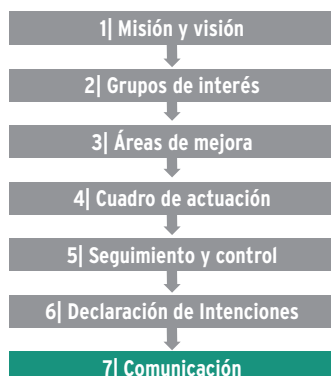 1| Misión y visión
2| Grupos de interés
3| Áreas de mejora
4| Cuadro de actuación
5| Seguimiento y control
6| Declaración de Intenciones
7| Comunicación